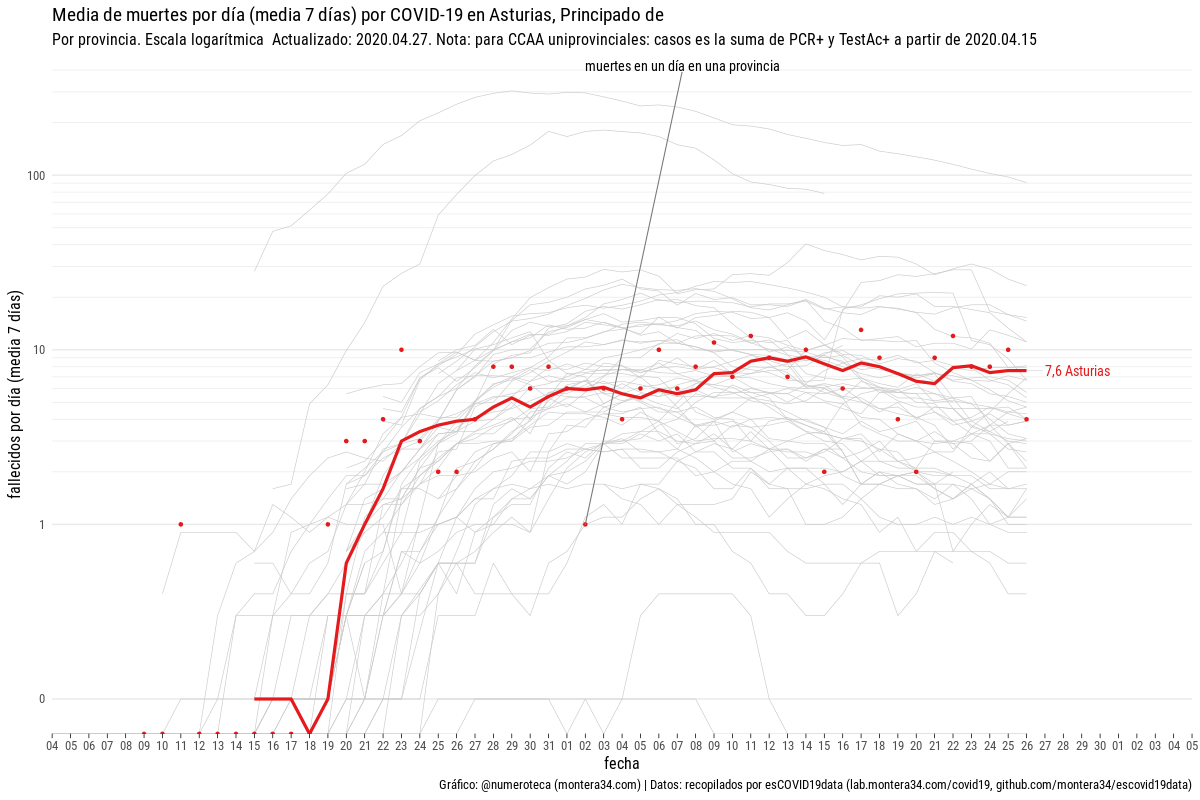 Media de muertes por día (media 7 días) por COVID-19 en Asturias, Principado de
Por provincia. Escala logarítmica  Actualizado: 2020.04.27. Nota: para CCAA uniprovinciales: casos es la suma de PCR+ y TestAc+ a partir de 2020.04.15
muertes en un día en una provincia
100
10
1
0
fallecidos por día (media  7 días)
7,6 Asturias
04 05 06 07 08 09 10 11 12 13 14 15 16 17 18 19 20 21 22 23 24 25 26 27 28 29 30 31 01 02 03 04 05 06 07 08 09 10 11 12 13 14 15 16 17 18 19 20 21 22 23 24 25 26 27 28 29 30 01 02 03 04 05
fecha
Gráfico: @numeroteca (montera34.com) | Datos: recopilados por esCOVID19data (lab.montera34.com/covid19, github.com/montera34/escovid19data)